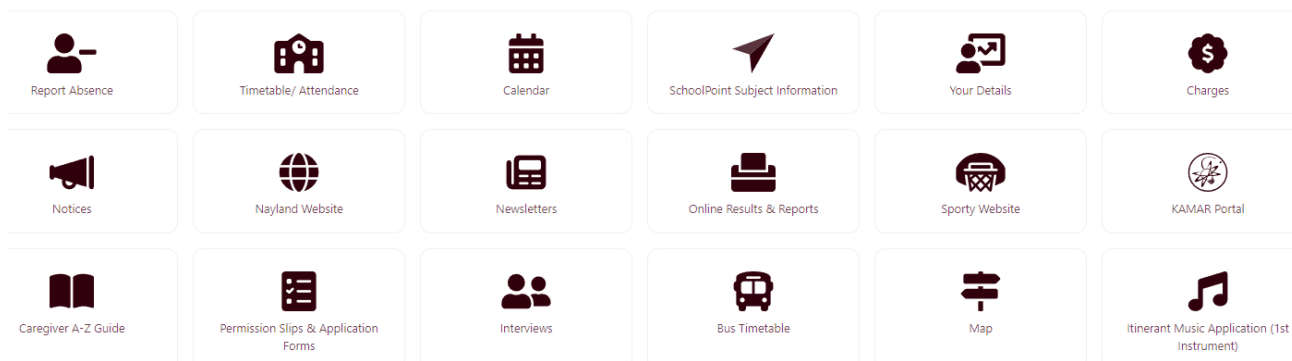 Report Absence
Timetable/ Attendance
Calendar
SchoolPoint Subject Information
Your Details
Charges
Notices
Nayland Website
Newsletters
Online Results & Reports
Sporty Website
KAMAR Portal
Caregiver A-Z Guide
Permission Slips & Application
Forms
Interviews
Bus Timetable
Map
Itinerant Music Application (1st
Instrument)